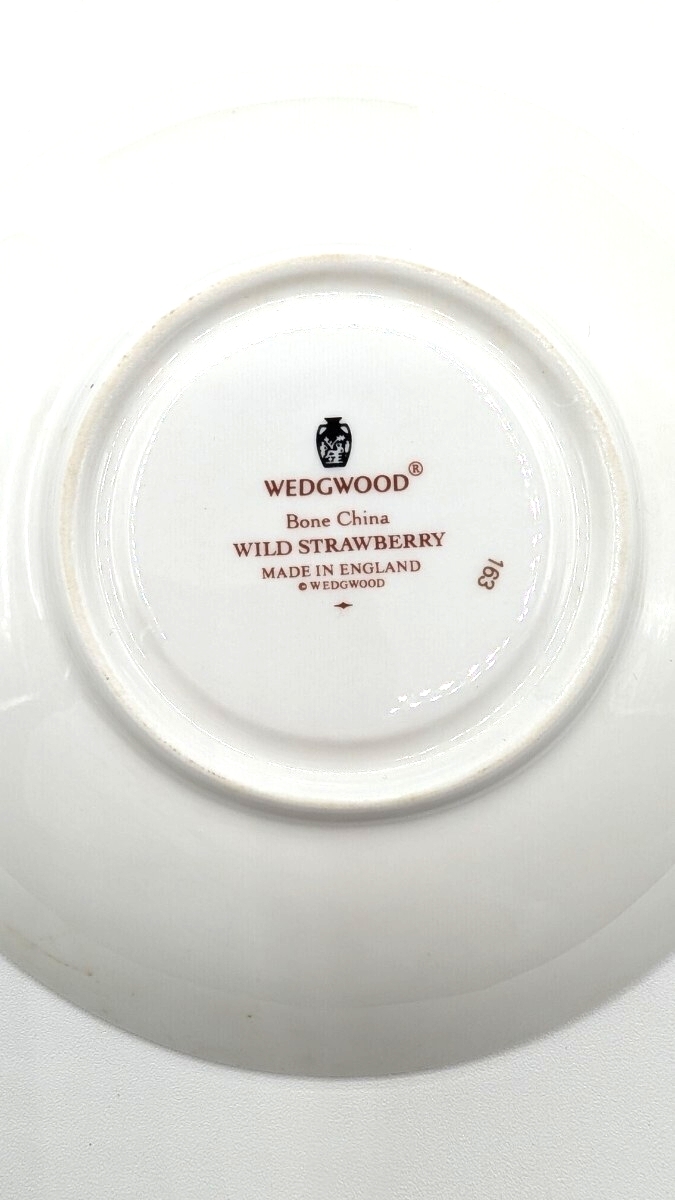 WEDGWOOD®
Bone China
WILD STRAWBERRY
MADE IN ENGLAND
© WEDGWOOD
163